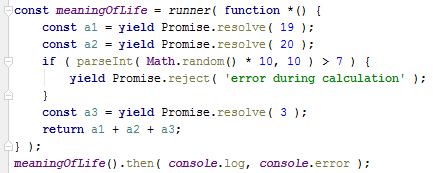 const meaningOfLife = runner( function *() {
    const a1 = yield Promise.resolve( 19 );
    const a2 = yield Promise.resolve( 20 );
    if ( parseInt( Math.random() * 10, 10 ) > 7 ) {
        yield Promise.reject( 'error during calculation' );
    }
    const a3 = yield Promise.resolve( 3 );
    return a1 + a2 + a3;
} );
meaningOfLife().then( console.log, console.error );